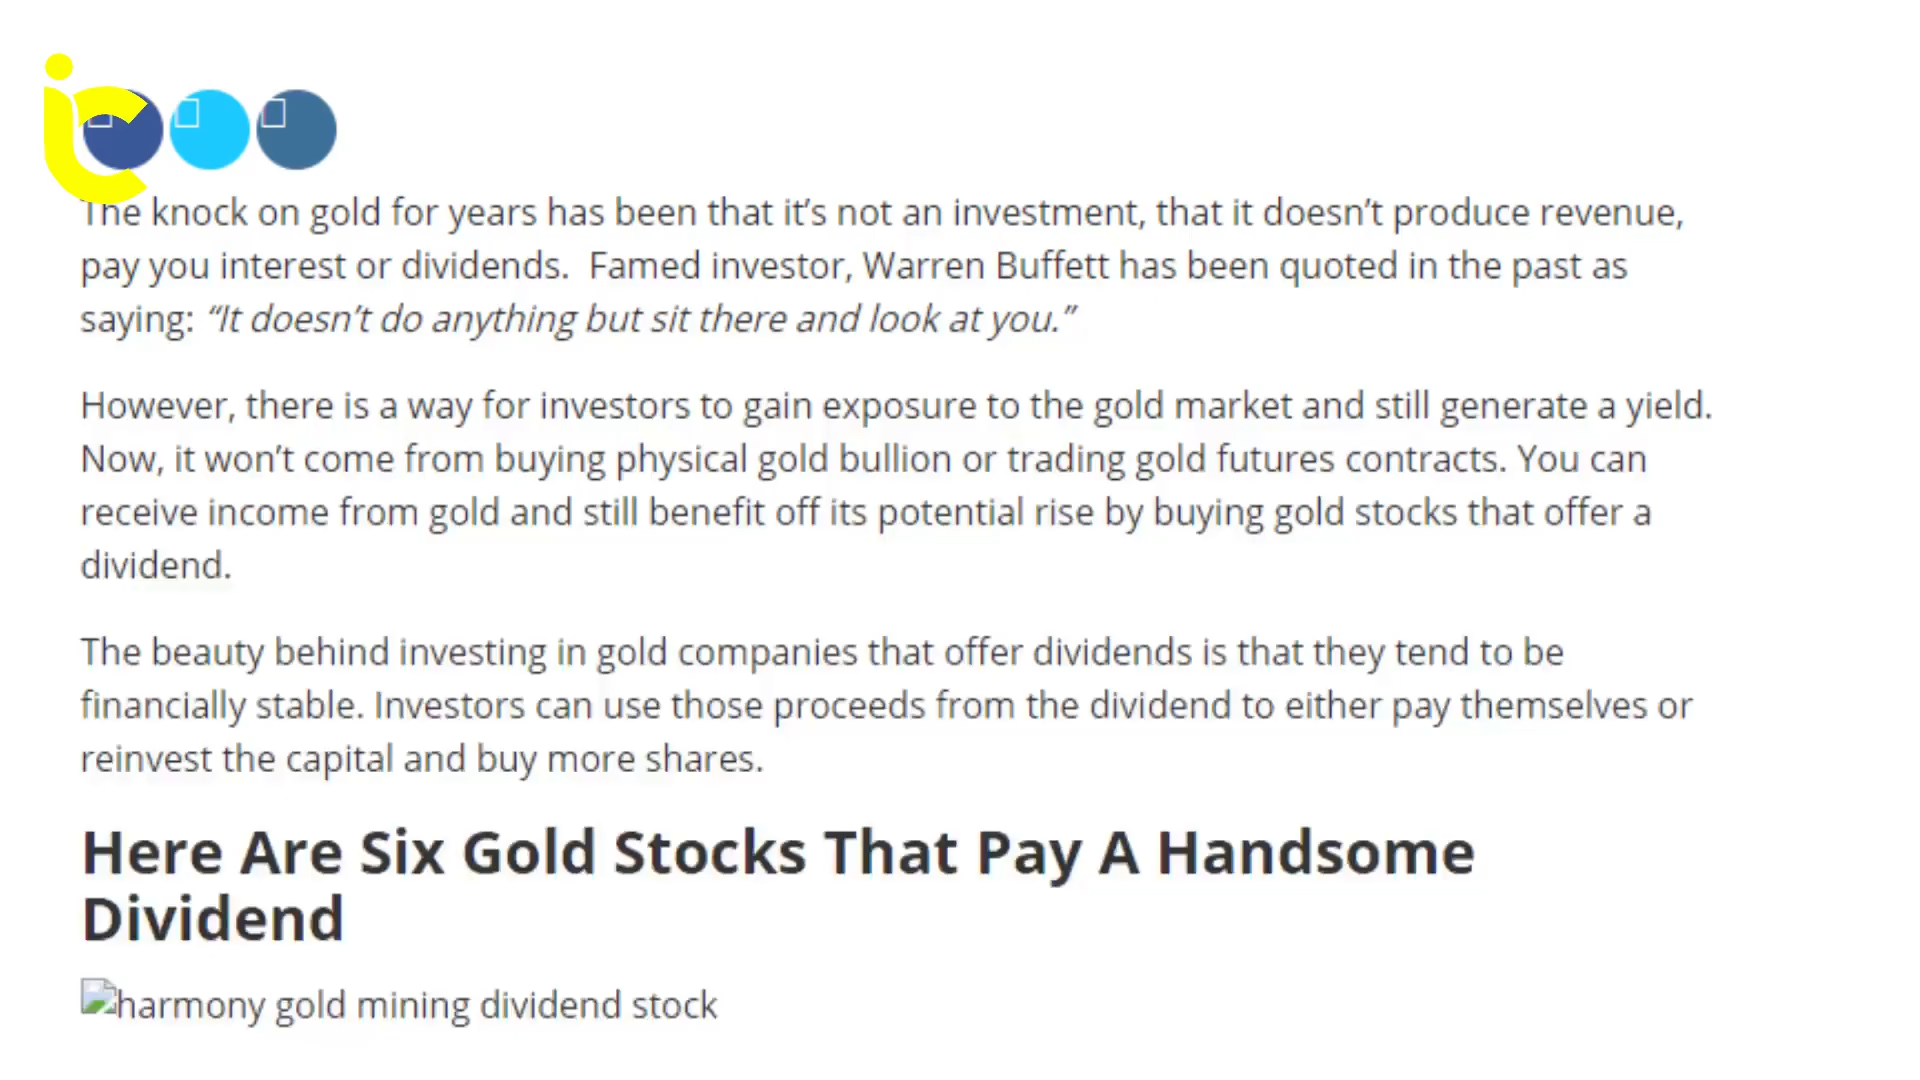 The knock on gold for years has been that it’s not an investment, that it doesn’t produce revenue,
pay you interest or dividends.  Famed investor, Warren Buffett has been quoted in the past as
saying: “It doesn’t do anything but sit there and look at you.”
However, there is a way for investors to gain exposure to the gold market and still generate a yield.
Now, it won’t come from buying physical gold bullion or trading gold futures contracts. You can
receive income from gold and still benefit off its potential rise by buying gold stocks that offer a
dividend.
The beauty behind investing in gold companies that offer dividends is that they tend to be
financially stable. Investors can use those proceeds from the dividend to either pay themselves or
reinvest the capital and buy more shares.
Here Are Six Gold Stocks That Pay A Handsome
Dividend
harmony gold mining dividend stock